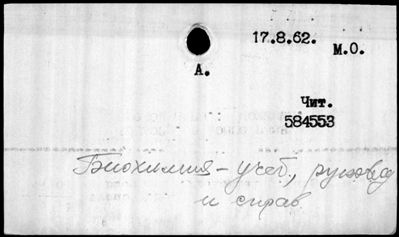 17.8.62.
М.О.
А.
Чит.
584553
Биохимия – учеб., руковод
и справ